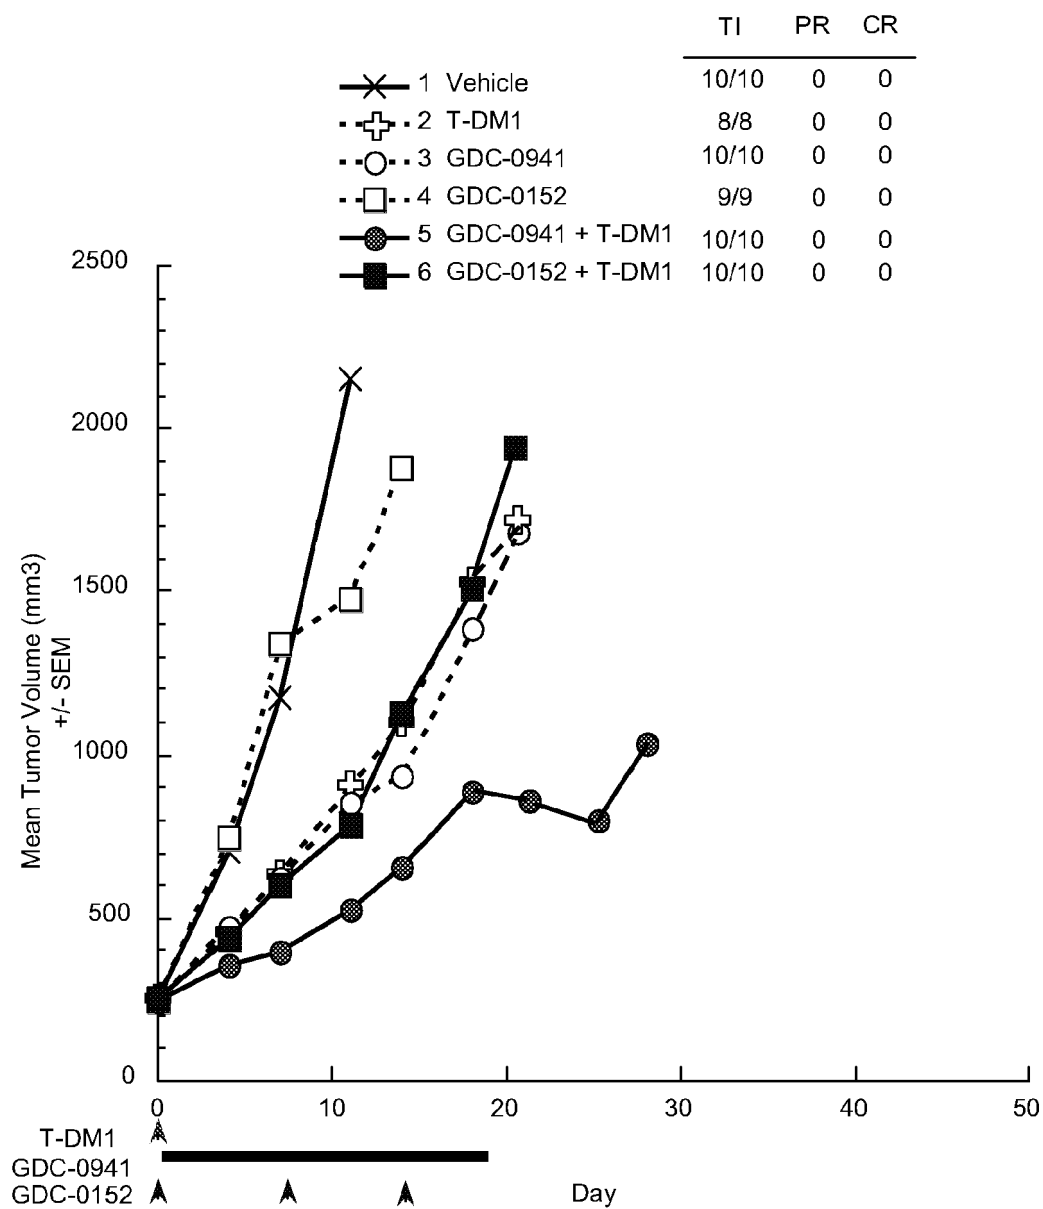 TI PR CR
1 Vehicle 10/10 0 0
2 T-DM1 8/8 0 0
3 GDC-0941 10/10 0 0
4 GDC-0152 9/9 0 0
5 GDC-0941 + T-DM1 10/10 0 0
6 GDC-0152 + T-DM1 10/10 0 0
2500
2000
1500
1000
500
0
Mean Tumor Volume (mm3)
+/- SEM
0 10 20 30 40 50
T-DM1
GDC-0941
GDC-0152
Day